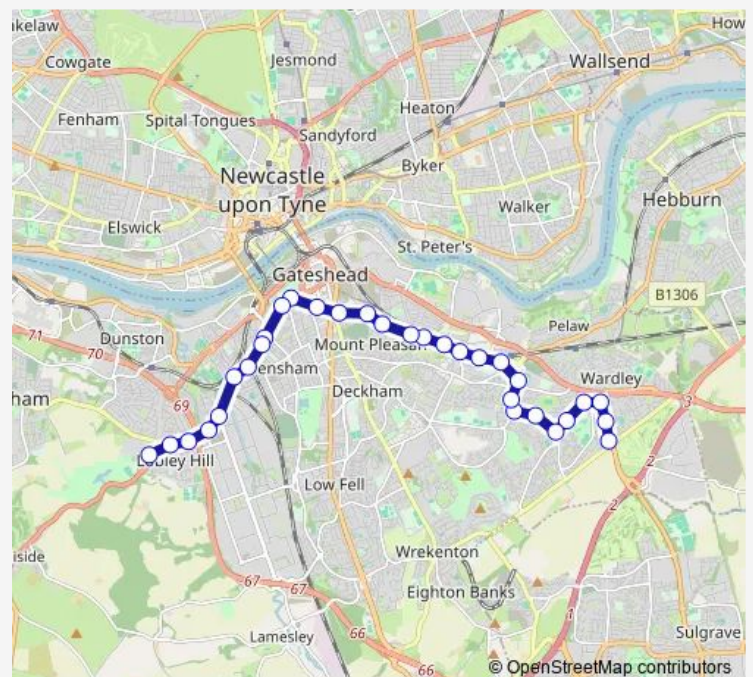 kelaw
How
Cowgate
Jesmond
Wallsend
Heaton
Fenham
Spital Tongues
Sandyford
Byker
Newcastle
upon Tyne
Hebburn
Walker
Elswick
St. Peter's
Gateshead
B1306
71
Dunston
Pelaw
70
Mount Pleasan
ensham
Wardley
Deckham
ham
69
3
Lobley Hill
2
Low Fell
2
Wrekenton
iside
67
67
Eighton Banks
1
Lamesley
66
Sulgrave
66
© OpenStreetMap contributors